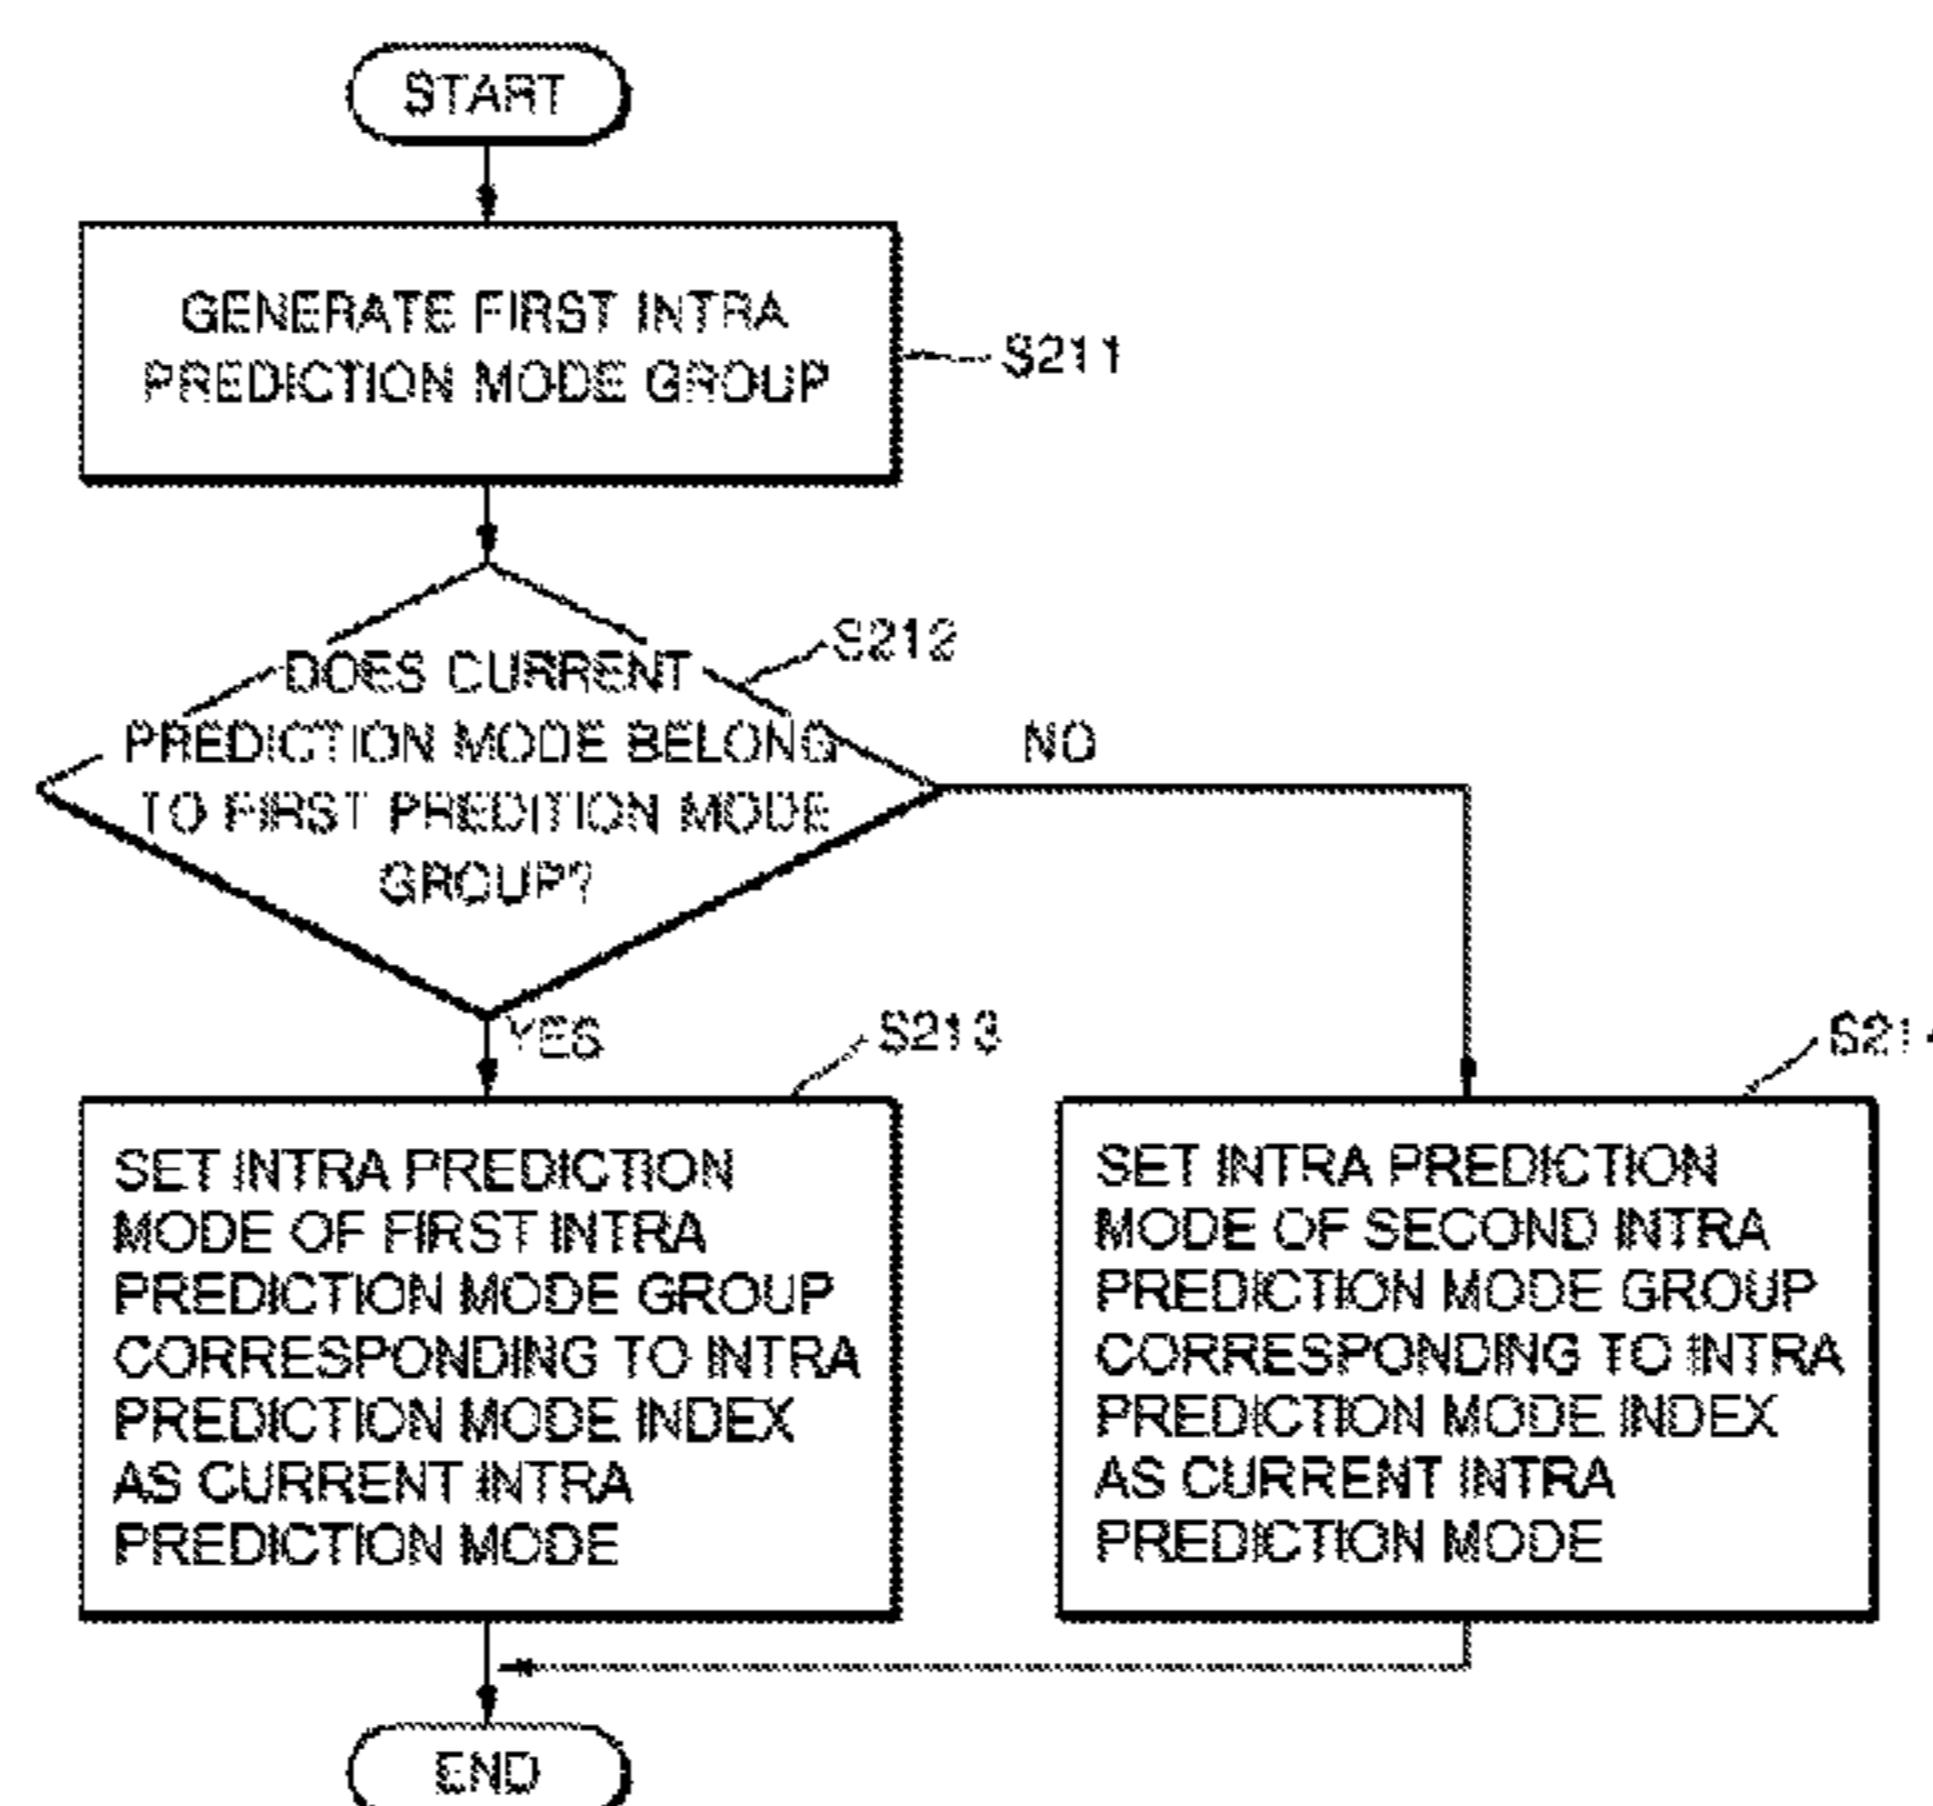 START
GENERATE FIRST INTRA
PREDICTION MODE GROUP
S211
DOES CURRENT
PREDICTION MODE BELONG
TO FIRST PREDITION MODE
GROUP?
S212
NO
YES
S213
SET INTRA PREDICTION
MODE OF FIRST INTRA
PREDICTION MODE GROUP
CORRESPONDING TO INTRA
PREDICTION MODE INDEX
AS CURRENT INTRA
PREDICTION MODE
S214
SET INTRA PREDICTION
MODE OF SECOND INTRA
PREDICTION MODE GROUP
CORRESPONDING TO INTRA
PREDICTION MODE INDEX
AS CURRENT INTRA
PREDICTION MODE
END